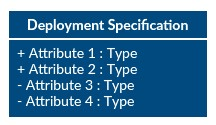 Deployment Specification
+ Attribute 1 : Type
+ Attribute 2 : Type
- Attribute 3 : Type
- Attribute 4 : Type